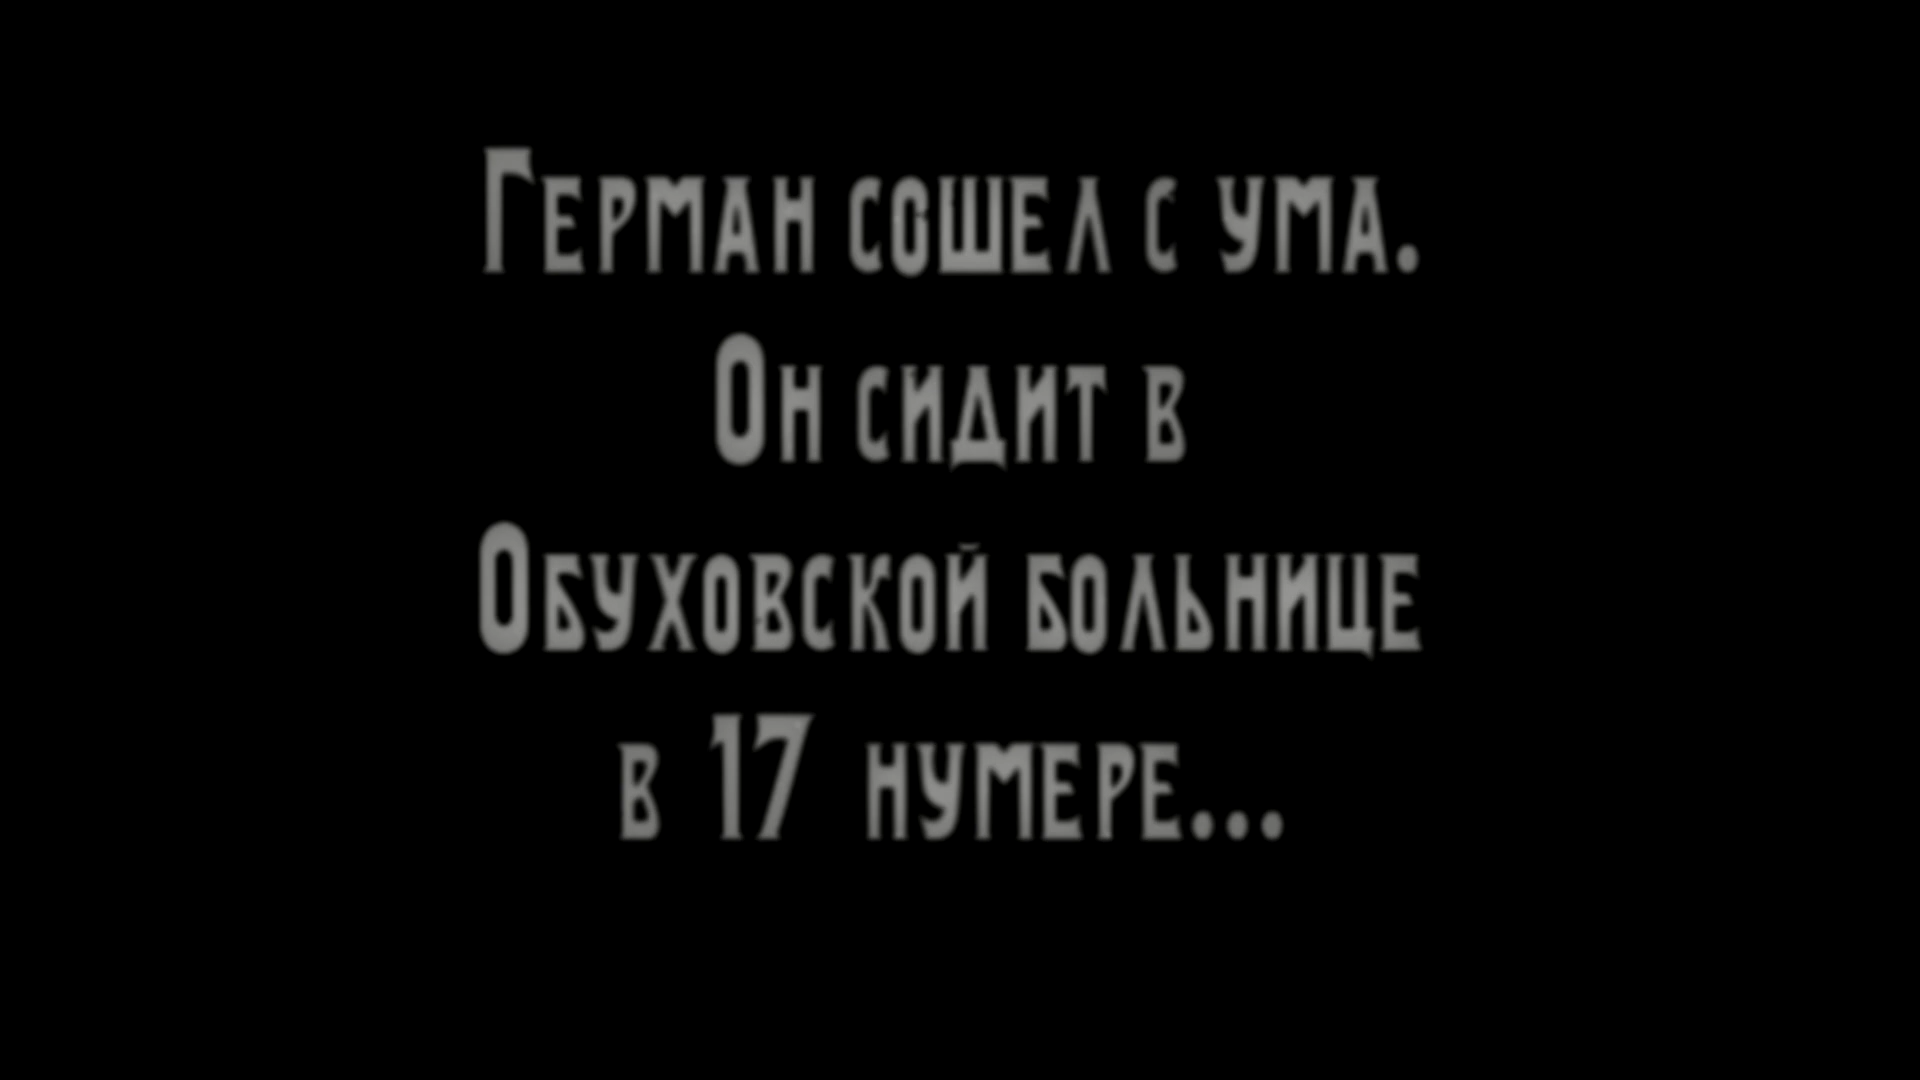 Герман сошел с ума.
Он сидит в
Обуховской больнице
в 17 нумере...